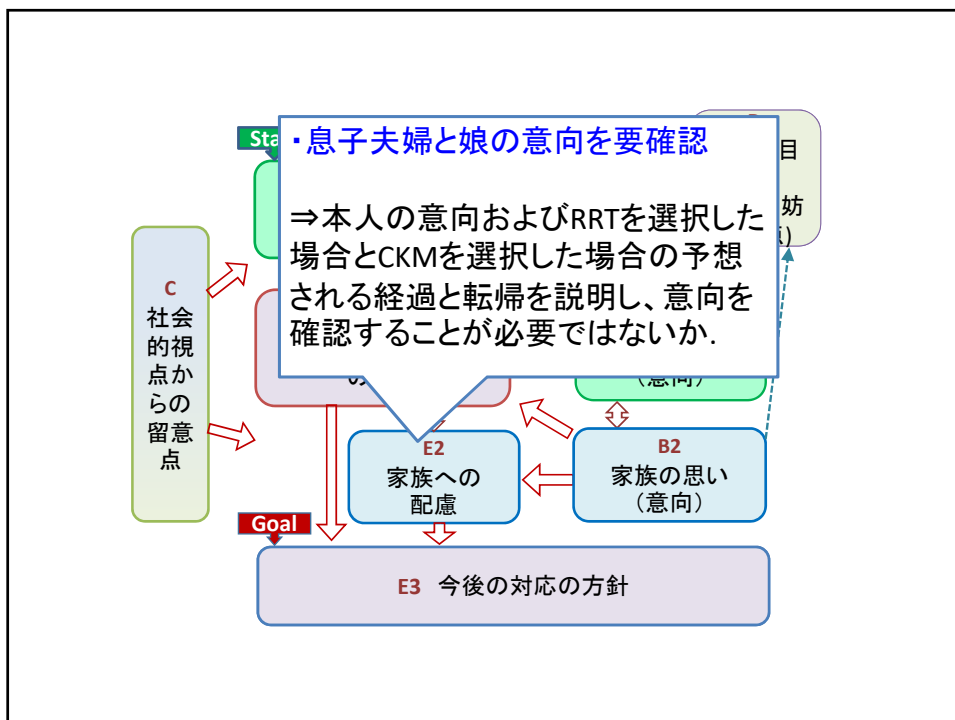 Sta
・息子夫婦と娘の意向を要確認
⇒本人の意向およびRRTを選択した
場合とCKMを選択した場合の予想
される経過と転帰を説明し、意向を
確認することが必要ではないか.
目
妨
C
社会
的視
点か
らの
留意
点
（意向）
E2
家族への
配慮
B2
家族の思い
（意向）
Goal
E3 今後の対応の方針